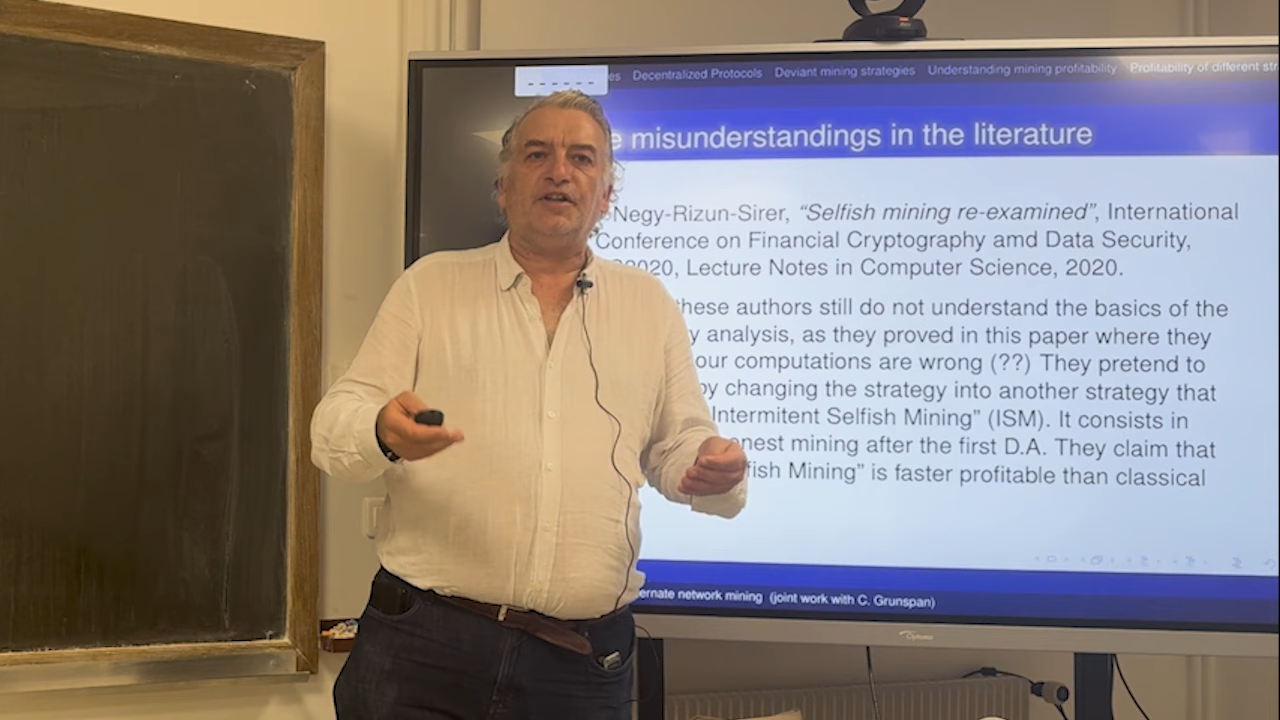 es Decentralized Protocols Deviant mining strategies Understanding mining profitability Profitability of different str
e misunderstandings in the literature
Negy-Rizun-Sirer, “Selfish mining re-examined”, International
Conference on Financial Cryptography amd Data Security,
2020, Lecture Notes in Computer Science, 2020.
these authors still do not understand the basics of the
y analysis, as they proved in this paper where they
our computations are wrong (??) They pretend to
by changing the strategy into another strategy that
Intermitent Selfish Mining” (ISM). It consists in
onest mining after the first D.A. They claim that
fish Mining” is faster profitable than classical
ernate network mining (joint work with C. Grunspan)
Optoma